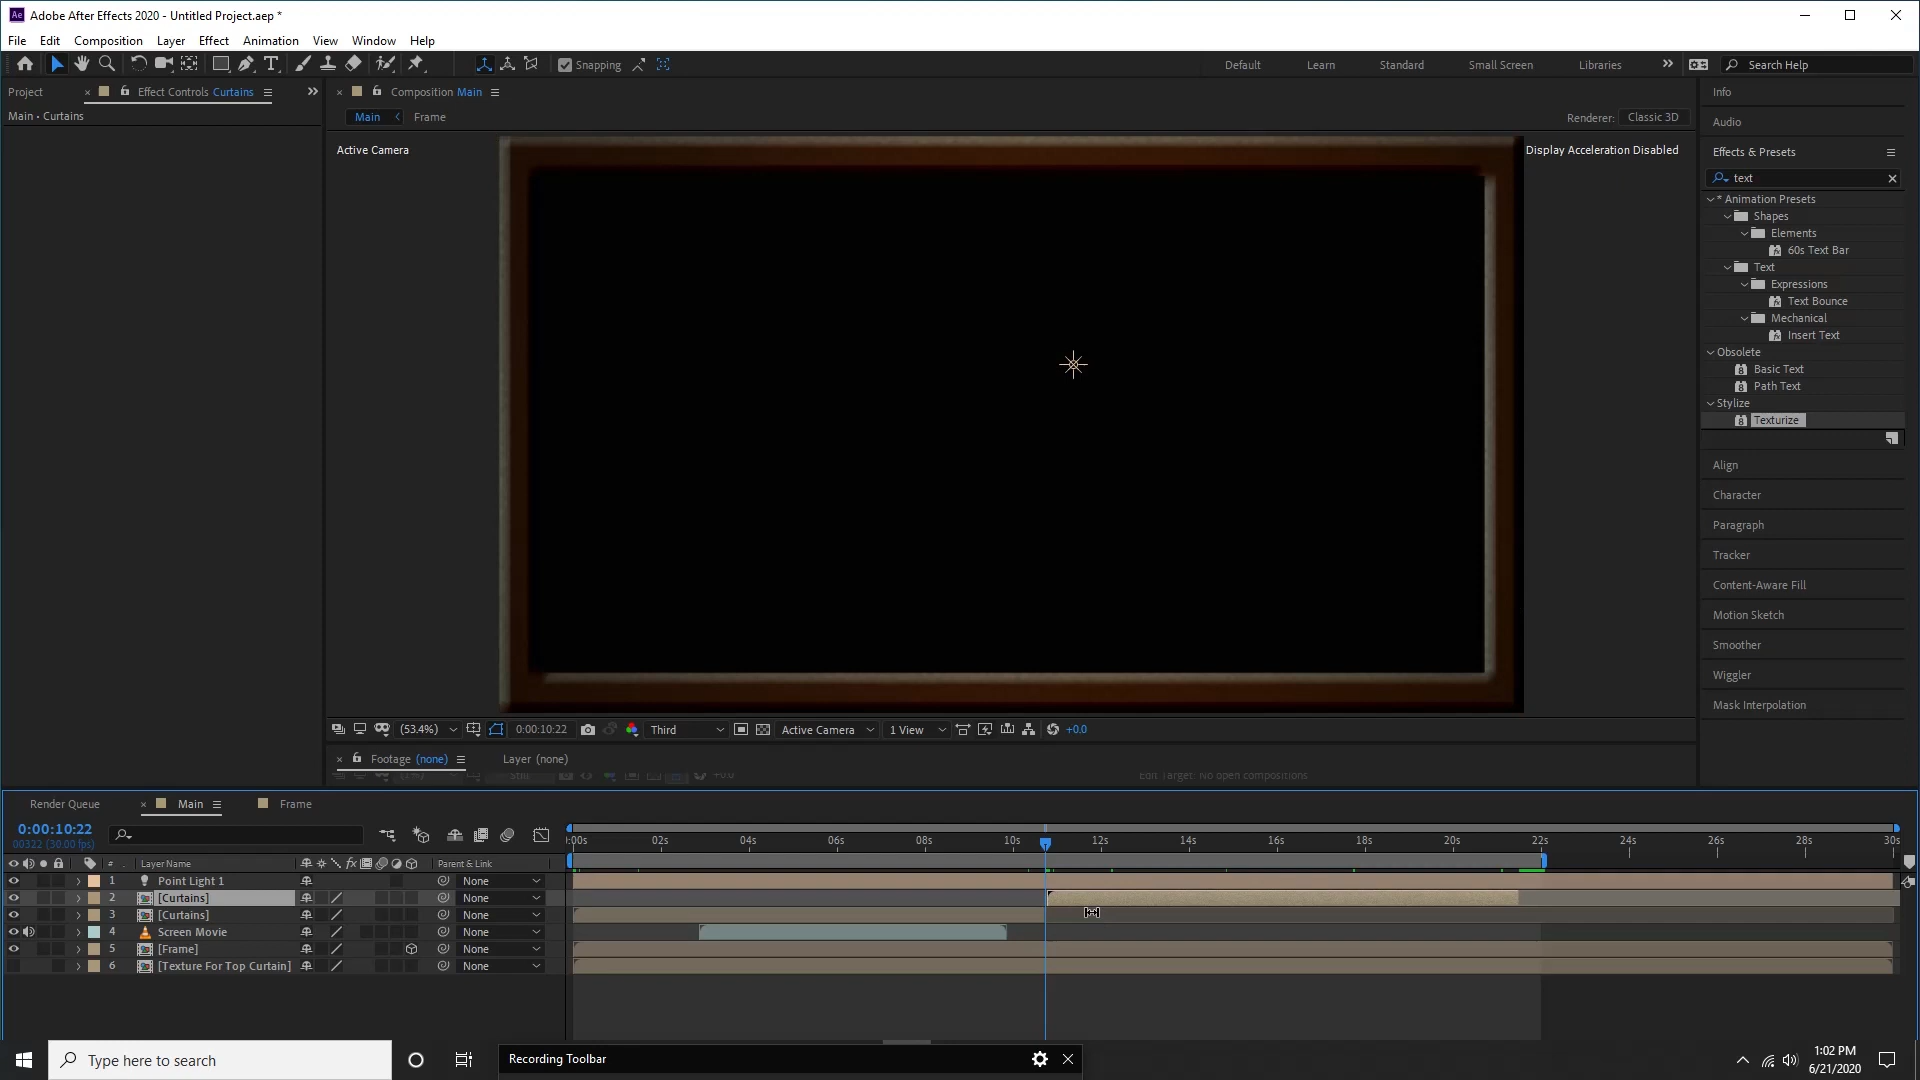 Adobe After Effects 2020 - Untitled Project.aep *
File Edit Composition Layer Effect Animation View Window Help
Snapping
Default Learn Standard Small Screen Libraries
Search Help
Project
Effect Controls Curtains
Main • Curtains
Composition Main
Main Frame
Renderer: Classic 3D
Active Camera
Display Acceleration Disabled
Info
Audio
Effects & Presets
text
* Animation Presets
Shapes
Elements
60s Text Bar
Text
Expressions
Text Bounce
Mechanical
Insert Text
Obsolete
Basic Text
Path Text
Stylize
Texturize
Align
Character
Paragraph
Tracker
Content-Aware Fill
Motion Sketch
Smoother
Wiggler
Mask Interpolation
(53.4%) 0:00:10:22 Third Active Camera 1 View +0.0
Footage (none) Layer (none)
+0.0 Edit Target: No open compositions
Render Queue Main Frame
0:00:10:22
00322 (30.00 fps)
:00s 02s 04s 06s 08s 10s 12s 14s 16s 18s 20s 22s 24s 26s 28s 30s
# Layer Name Parent & Link
1 Point Light 1 None
2 [Curtains] None
3 [Curtains] None
4 Screen Movie None
5 [Frame] None
6 [Texture For Top Curtain] None
Type here to search
Recording Toolbar
1:02 PM
6/21/2020